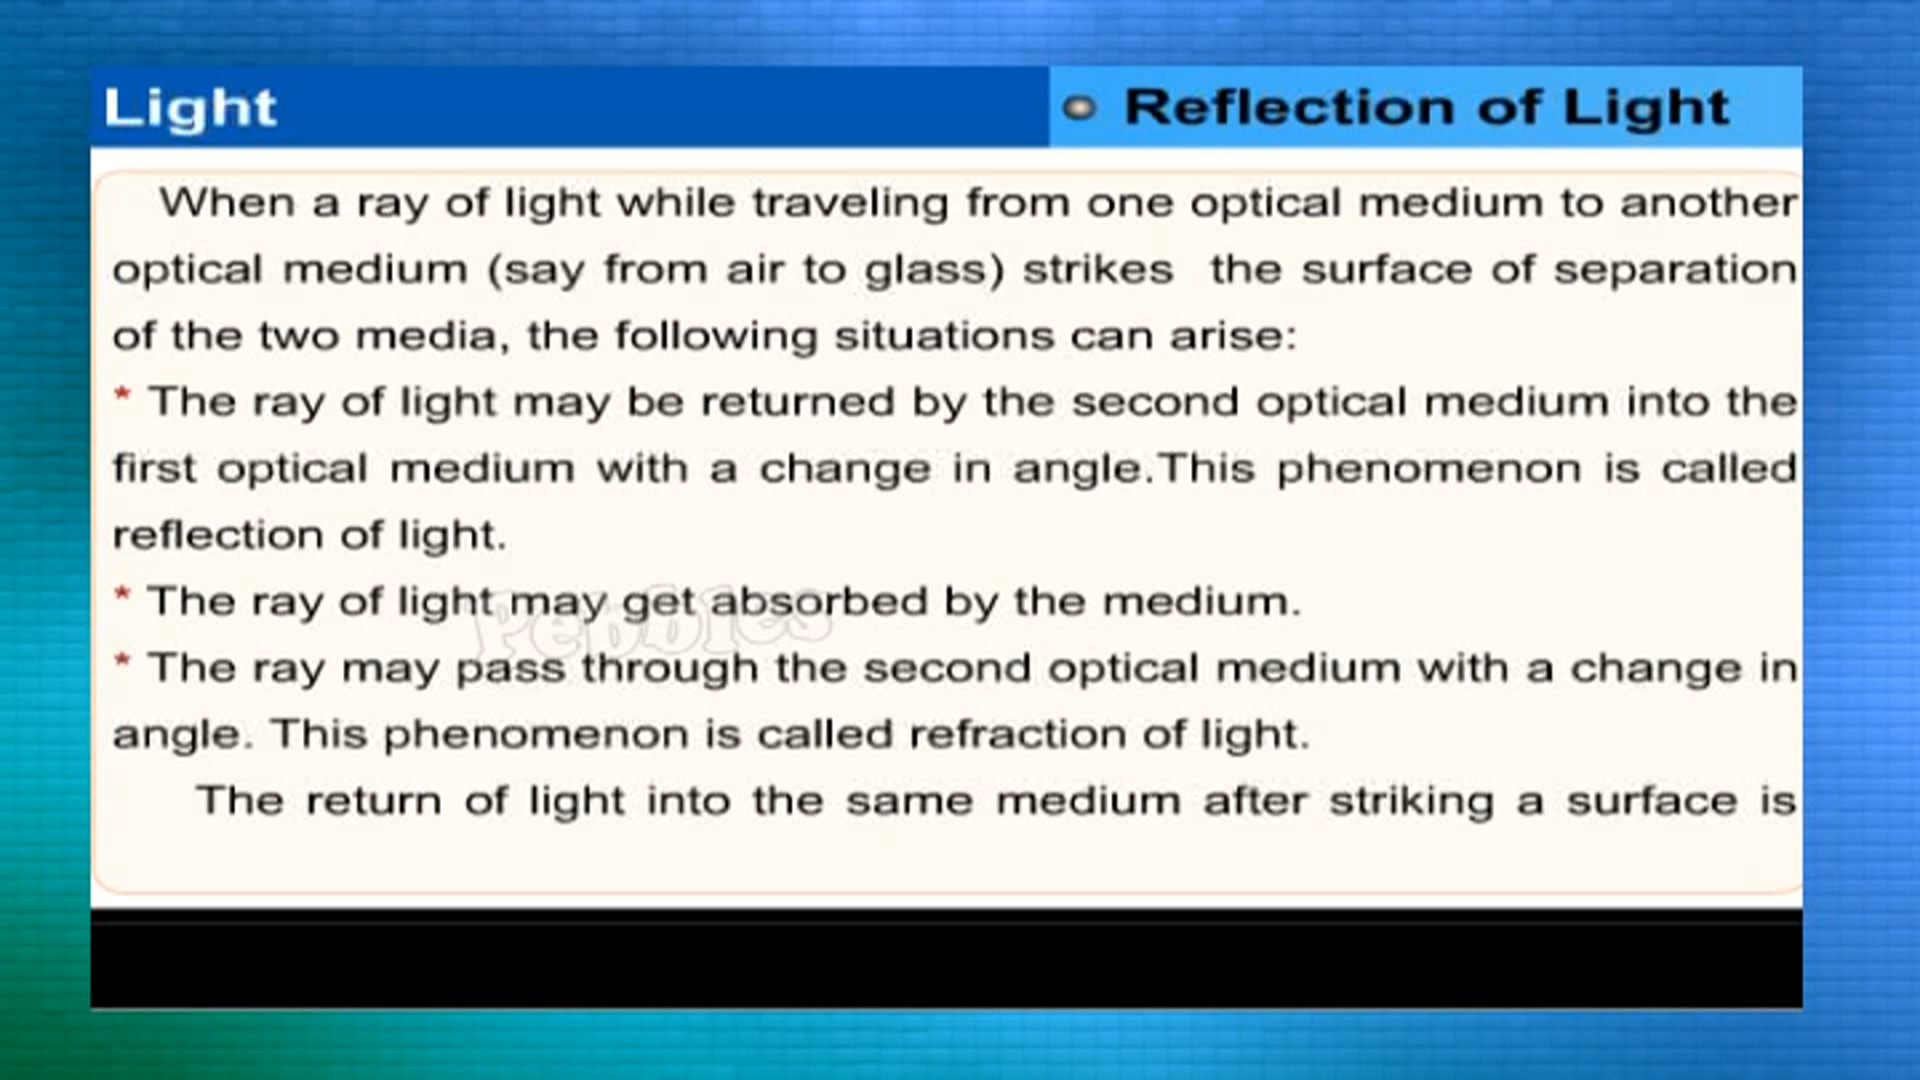 Light
Reflection of Light
When a ray of light while traveling from one optical medium to another
optical medium (say from air to glass) strikes the surface of separation
of the two media, the following situations can arise:
* The ray of light may be returned by the second optical medium into the
first optical medium with a change in angle.This phenomenon is called
reflection of light.
* The ray of light may get absorbed by the medium.
Pebbles
* The ray may pass through the second optical medium with a change in
angle. This phenomenon is called refraction of light.
The return of light into the same medium after striking a surface is